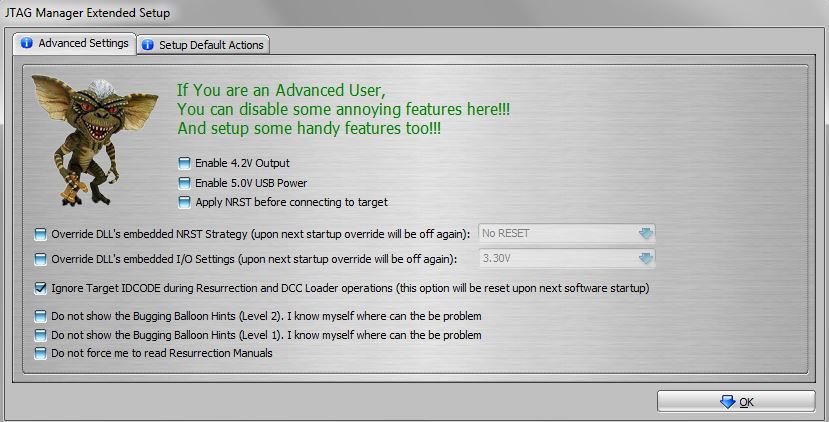 JTAG Manager Extended Setup
Advanced Settings
Setup Default Actions
If You are an Advanced User,
You can disable some annoying features here!!!
And setup some handy features too!!!
Enable 4.2V Output
Enable 5.0V USB Power
Apply NRST before connecting to target
Override DLL's embedded NRST Strategy (upon next startup override will be off again):
No RESET
Override DLL's embedded I/O Settings (upon next startup override will be off again):
3.30V
Ignore Target IDCODE during Resurrection and DCC Loader operations (this option will be reset upon next software startup)
Do not show the Bugging Balloon Hints (Level 2). I know myself where can the be problem
Do not show the Bugging Balloon Hints (Level 1). I know myself where can the be problem
Do not force me to read Resurrection Manuals
OK